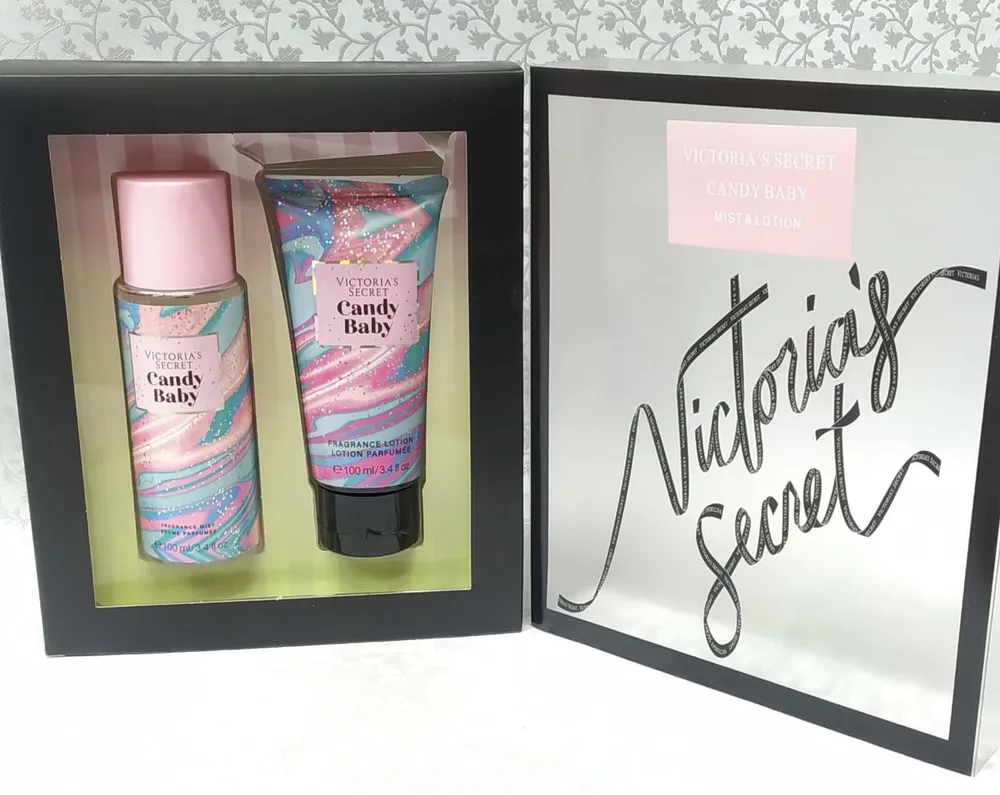 VICTORIA'S
SECRET
Candy
Baby
FRAGRANCE MIST
BRUME PARFUMÉE
℮100 ml/3.4 fl oz
VICTORIA'S
SECRET
Candy
Baby
FRAGRANCE LOTION
LOTION PARFUMÉE
℮100 ml/3.4 fl oz
VICTORIA'S SECRET
CANDY BABY
MIST & LOTION
Victoria's
Secret